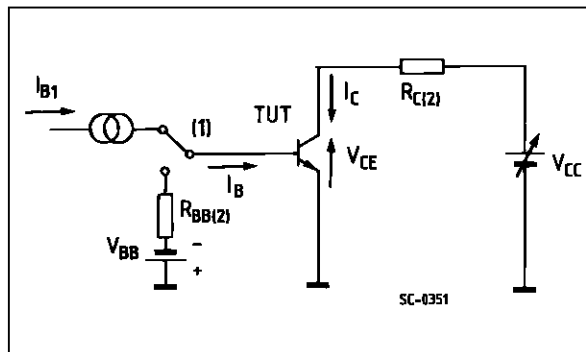 I_B1
(1)
TUT
I_C
R_C(2)
V_CE
V_CC
I_B
R_BB(2)
V_BB
−
+
SC-0351